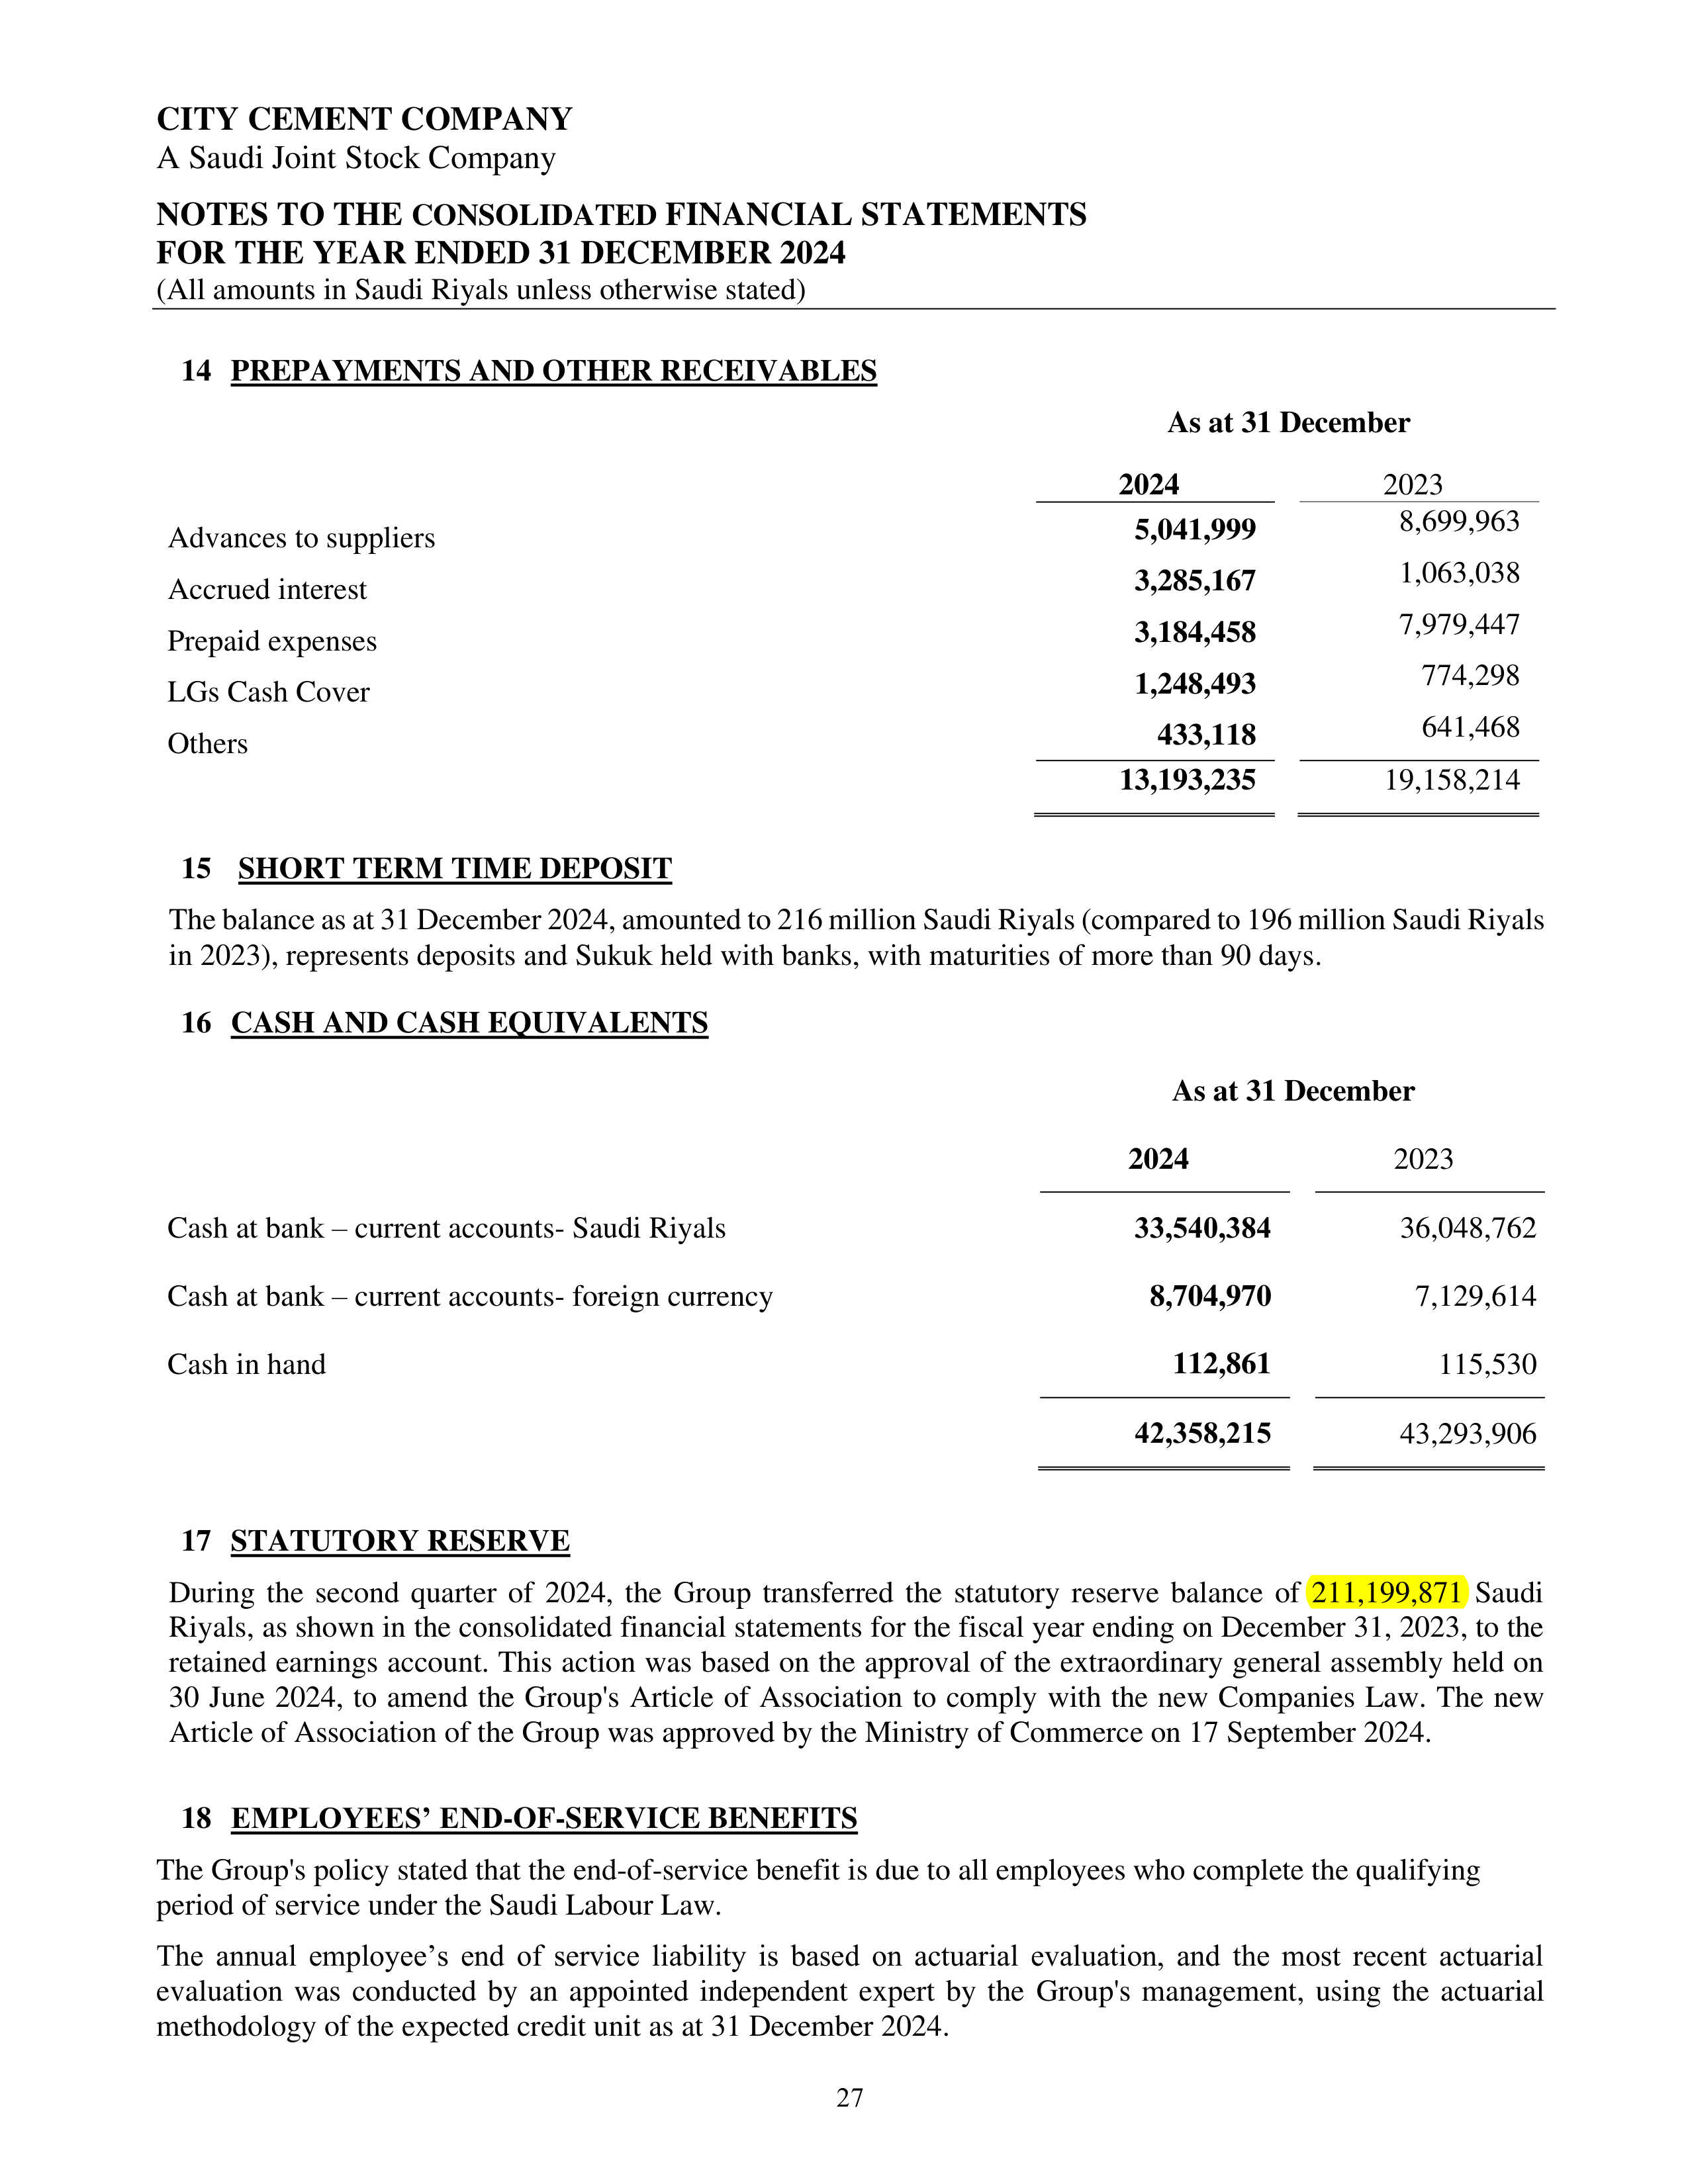 CITY CEMENT COMPANY
A Saudi Joint Stock Company
NOTES TO THE CONSOLIDATED FINANCIAL STATEMENTS
FOR THE YEAR ENDED 31 DECEMBER 2024
(All amounts in Saudi Riyals unless otherwise stated)
14 PREPAYMENTS AND OTHER RECEIVABLES
As at 31 December
2024 2023
Advances to suppliers 5,041,999 8,699,963
Accrued interest 3,285,167 1,063,038
Prepaid expenses 3,184,458 7,979,447
LGs Cash Cover 1,248,493 774,298
Others 433,118 641,468
13,193,235 19,158,214
15 SHORT TERM TIME DEPOSIT
The balance as at 31 December 2024, amounted to 216 million Saudi Riyals (compared to 196 million Saudi Riyals
in 2023), represents deposits and Sukuk held with banks, with maturities of more than 90 days.
16 CASH AND CASH EQUIVALENTS
As at 31 December
2024 2023
Cash at bank – current accounts- Saudi Riyals 33,540,384 36,048,762
Cash at bank – current accounts- foreign currency 8,704,970 7,129,614
Cash in hand 112,861 115,530
42,358,215 43,293,906
17 STATUTORY RESERVE
During the second quarter of 2024, the Group transferred the statutory reserve balance of 211,199,871 Saudi
Riyals, as shown in the consolidated financial statements for the fiscal year ending on December 31, 2023, to the
retained earnings account. This action was based on the approval of the extraordinary general assembly held on
30 June 2024, to amend the Group's Article of Association to comply with the new Companies Law. The new
Article of Association of the Group was approved by the Ministry of Commerce on 17 September 2024.
18 EMPLOYEES’ END-OF-SERVICE BENEFITS
The Group's policy stated that the end-of-service benefit is due to all employees who complete the qualifying
period of service under the Saudi Labour Law.
The annual employee’s end of service liability is based on actuarial evaluation, and the most recent actuarial
evaluation was conducted by an appointed independent expert by the Group's management, using the actuarial
methodology of the expected credit unit as at 31 December 2024.
27